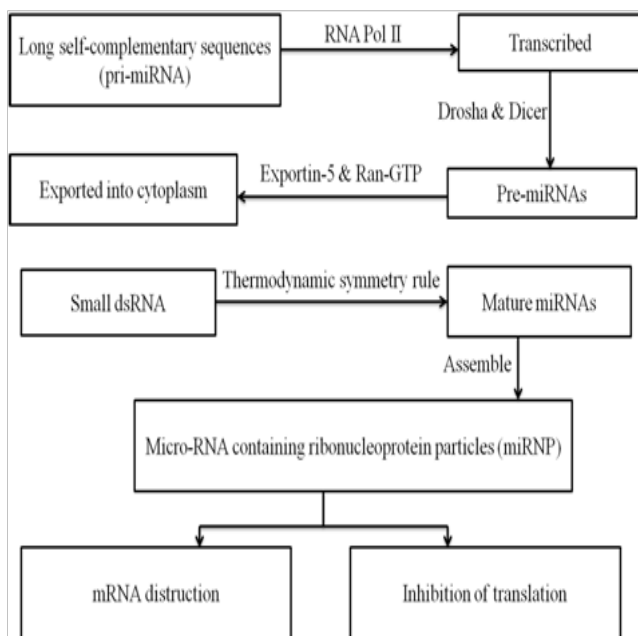 Long self-complementary sequences
(pri-miRNA)
RNA Pol II
Transcribed
Drosha & Dicer
Exported into cytoplasm
Exportin-5 & Ran-GTP
Pre-miRNAs
Small dsRNA
Thermodynamic symmetry rule
Mature miRNAs
Assemble
Micro-RNA containing ribonucleoprotein particles (miRNP)
mRNA distruction
Inhibition of translation